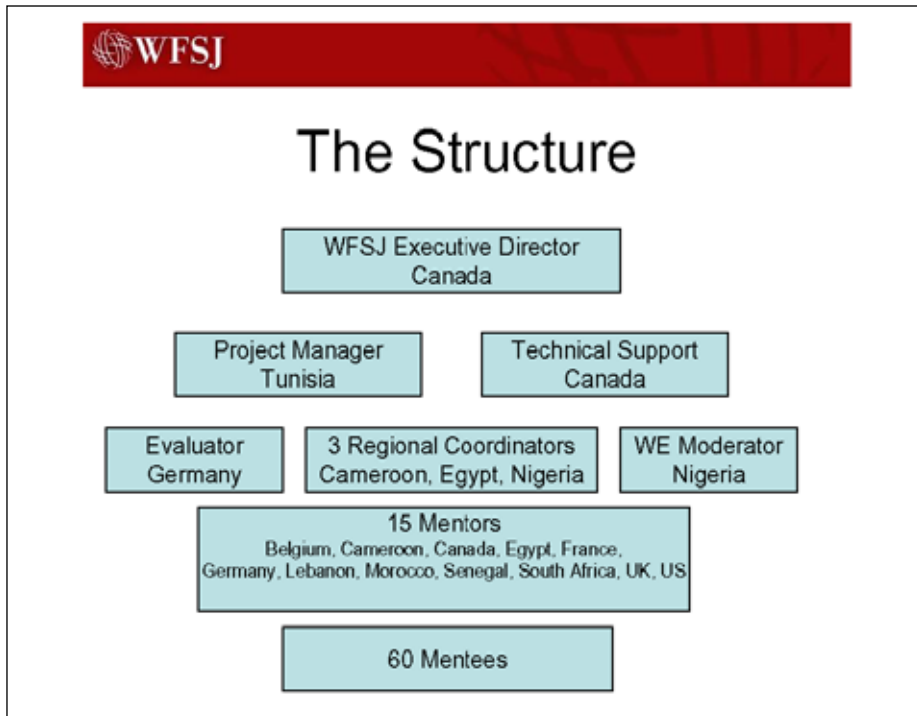 WFSJ
The Structure
WFSJ Executive Director
Canada
Project Manager
Tunisia
Technical Support
Canada
Evaluator
Germany
3 Regional Coordinators
Cameroon, Egypt, Nigeria
WE Moderator
Nigeria
15 Mentors
Belgium, Cameroon, Canada, Egypt, France,
Germany, Lebanon, Morocco, Senegal, South Africa, UK, US
60 Mentees